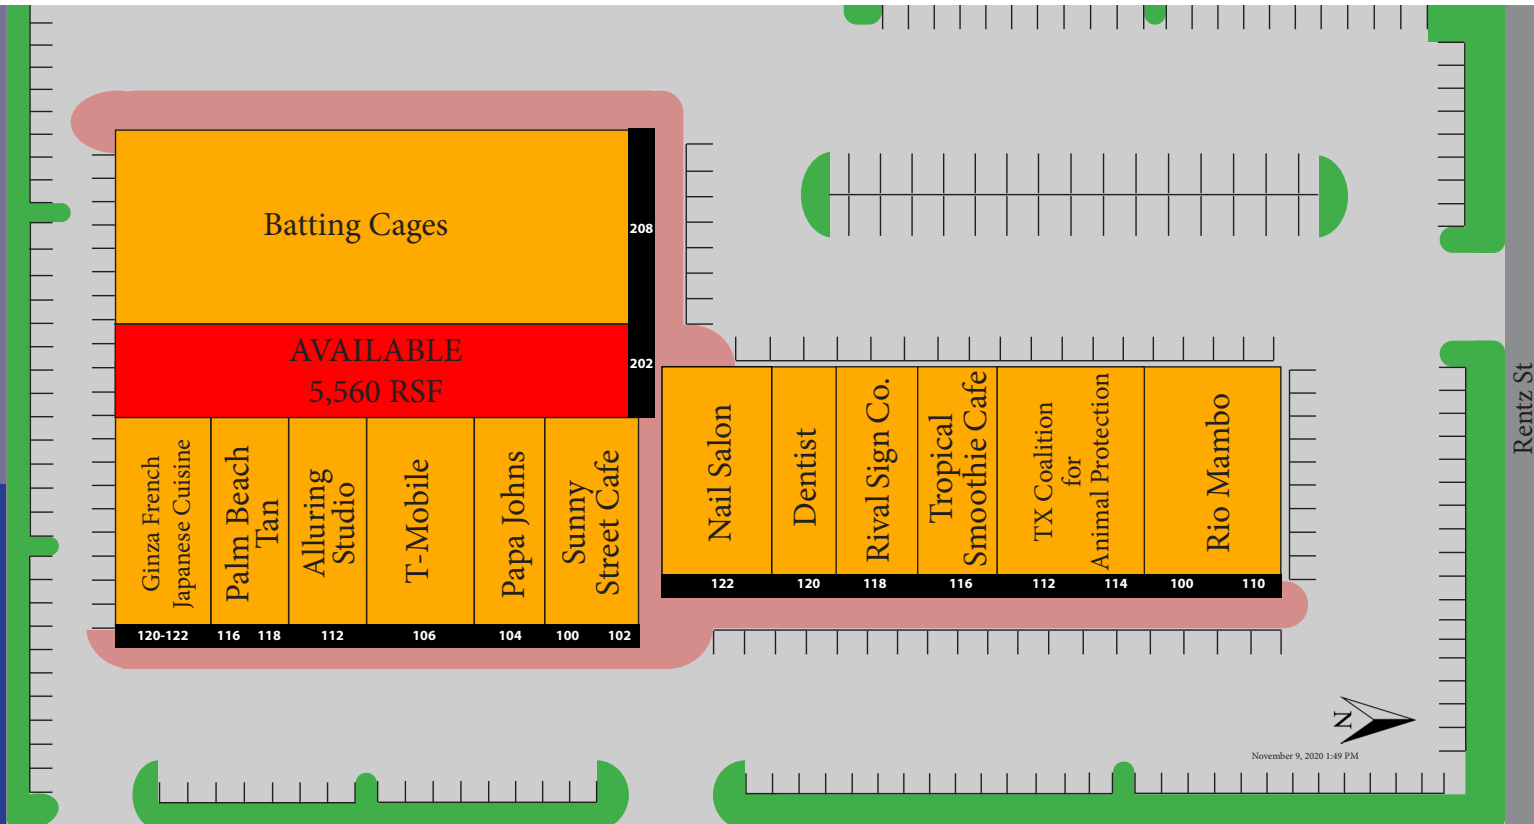 Batting Cages
208
AVAILABLE
5,560 RSF
202
Ginza French
Japanese Cuisine
Palm Beach
Tan
Alluring
Studio
T-Mobile
Papa Johns
Sunny
Street Cafe
120-122
116
118
112
106
104
100
102
Nail Salon
Dentist
Rival Sign Co.
Tropical
Smoothie Cafe
TX Coalition
for
Animal Protection
Rio Mambo
122
120
118
116
112
114
100
110
Rentz St
N
November 9, 2020 1:49 PM